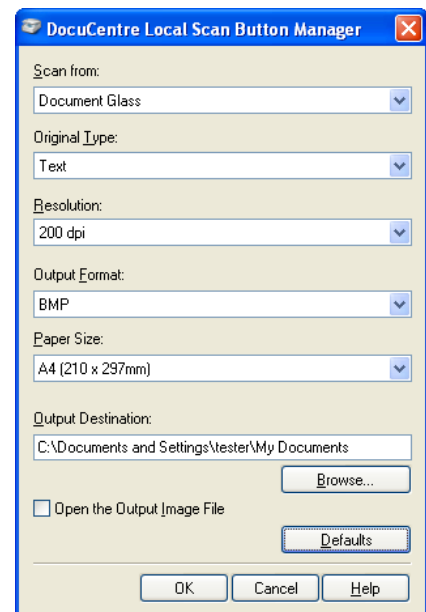 DocuCentre Local Scan Button Manager
Scan from:
Document Glass
Original Type:
Text
Resolution:
200 dpi
Output Format:
BMP
Paper Size:
A4 (210 x 297mm)
Output Destination:
C:\Documents and Settings\tester\My Documents
Browse...
Open the Output Image File
Defaults
OK Cancel Help